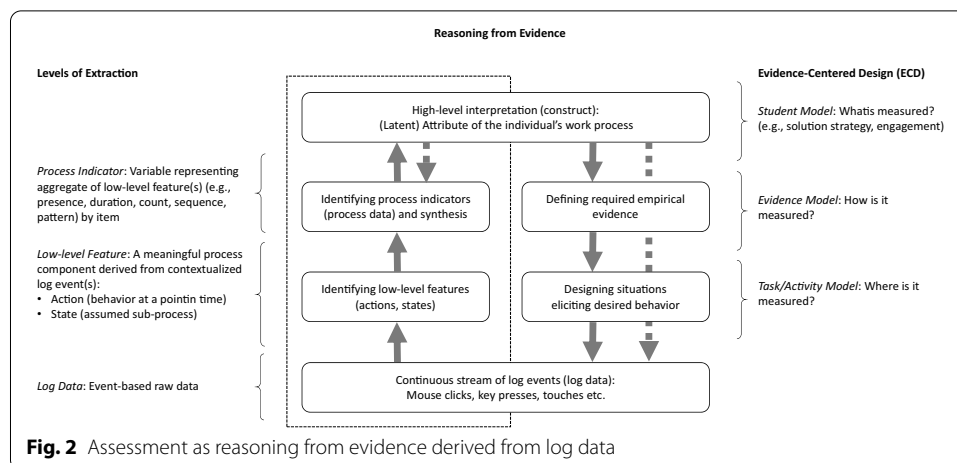 Reasoning from Evidence
Levels of Extraction
Evidence-Centered Design (ECD)
High-level interpretation (construct):
(Latent) Attribute of the individual's work process
Student Model: Whatis measured?
(e.g., solution strategy, engagement)
Process Indicator: Variable representing
aggregate of low-level feature(s) (e.g.,
presence, duration, count, sequence,
pattern) by item
Identifying process indicators
(process data) and synthesis
Defining required empirical
evidence
Evidence Model: How is it
measured?
Low-level Feature: A meaningful process
component derived from contextualized
log event(s):
• Action (behavior at a pointin time)
• State (assumed sub-process)
Identifying low-level features
(actions, states)
Designing situations
eliciting desired behavior
Task/Activity Model: Where is it
measured?
Log Data: Event-based raw data
Continuous stream of log events (log data):
Mouse clicks, key presses, touches etc.
Fig. 2 Assessment as reasoning from evidence derived from log data